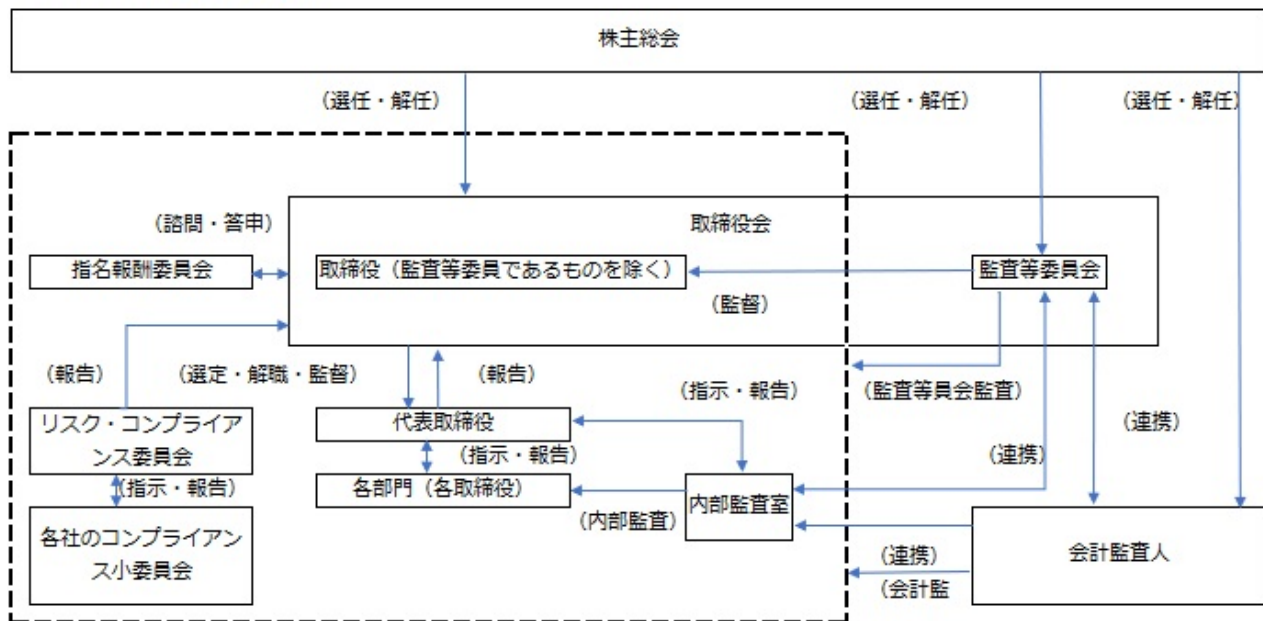 株主総会
(選任・解任)
(選任・解任)
(選任・解任)
(諮問・答申)
取締役会
指名報酬委員会
取締役（監査等委員であるものを除く）
監査等委員会
(監督)
(報告)
(選定・解職・監督)
(報告)
(指示・報告)
(監査等員会監査)
リスク・コンプライア
ンス委員会
代表取締役
(連携)
(指示・報告)
(連携)
(指示・報告)
各部門（各取締役）
内部監査室
(内部監査)
各社のコンプライアン
ス小委員会
会計監査人
(連携)
(会計監